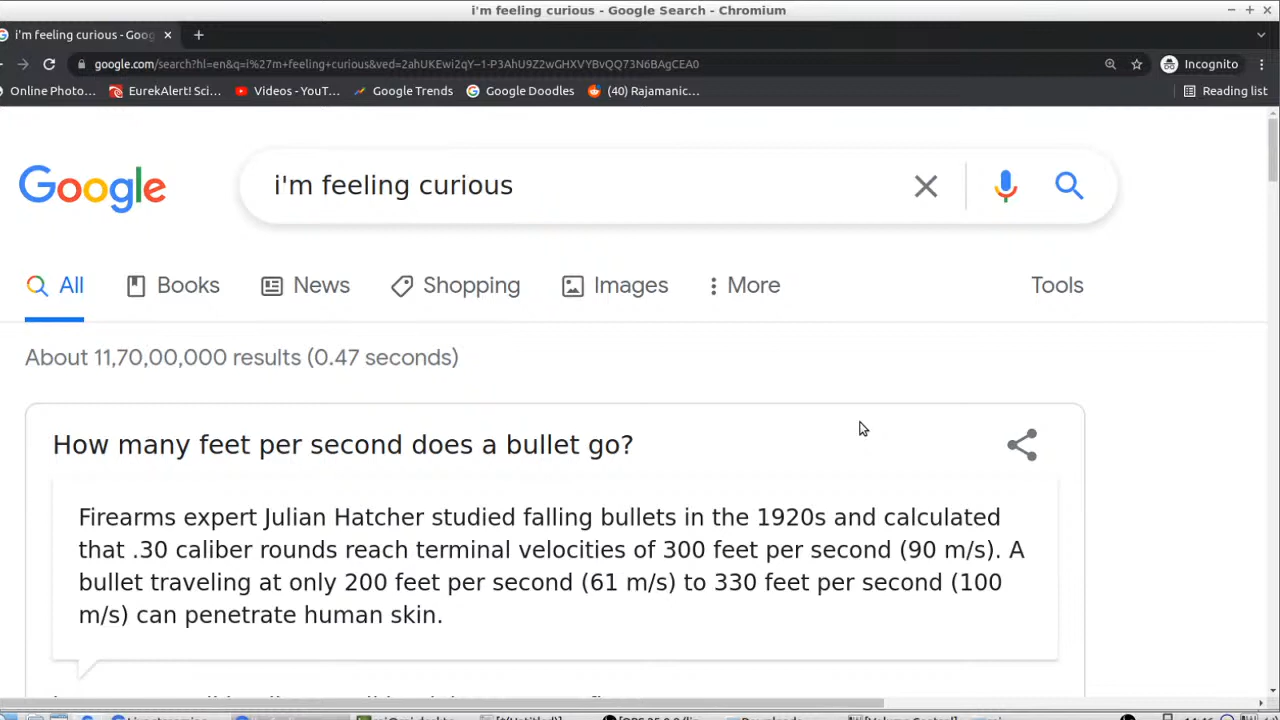 i'm feeling curious - Google Search - Chromium
i'm feeling curious - Goog
google.com/search?hl=en&q=i%27m+feeling+curious&ved=2ahUKEwi2qY-1-P3AhU9Z2wGHXVYBvQQ73N6BAgCEA0
Incognito
Online Photo… EurekAlert! Sci… Videos - YouT… Google Trends Google Doodles (40) Rajamanic… Reading list
Google i'm feeling curious
All Books News Shopping Images More Tools
About 11,70,00,000 results (0.47 seconds)
How many feet per second does a bullet go?
Firearms expert Julian Hatcher studied falling bullets in the 1920s and calculated
that .30 caliber rounds reach terminal velocities of 300 feet per second (90 m/s). A
bullet traveling at only 200 feet per second (61 m/s) to 330 feet per second (100
m/s) can penetrate human skin.